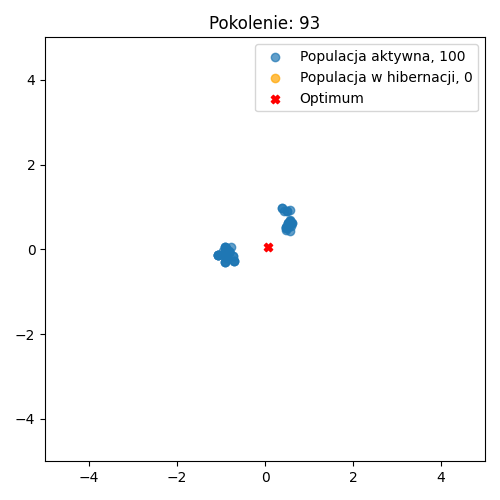 Pokolenie: 93
Populacja aktywna, 100
Populacja w hibernacji, 0
Optimum
4
2
0
−2
−4
−4 −2 0 2 4